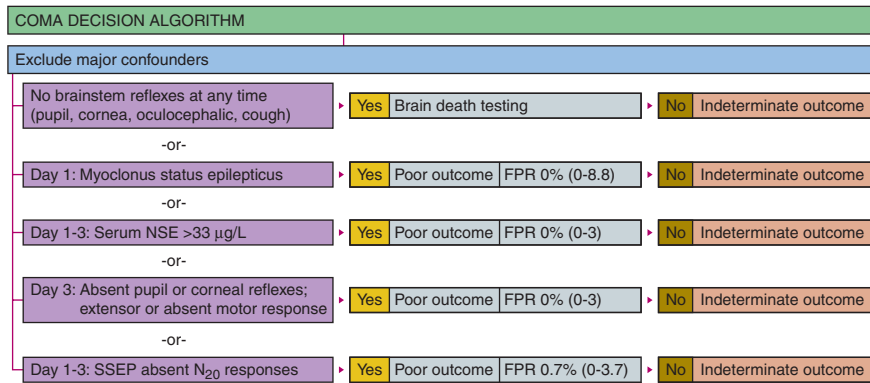 COMA DECISION ALGORITHM
Exclude major confounders
No brainstem reflexes at any time
(pupil, cornea, oculocephalic, cough)
Yes Brain death testing
No Indeterminate outcome
-or-
Day 1: Myoclonus status epilepticus
Yes Poor outcome FPR 0% (0-8.8)
No Indeterminate outcome
-or-
Day 1-3: Serum NSE >33 μg/L
Yes Poor outcome FPR 0% (0-3)
No Indeterminate outcome
-or-
Day 3: Absent pupil or corneal reflexes;
extensor or absent motor response
Yes Poor outcome FPR 0% (0-3)
No Indeterminate outcome
-or-
Day 1-3: SSEP absent N20 responses
Yes Poor outcome FPR 0.7% (0-3.7)
No Indeterminate outcome